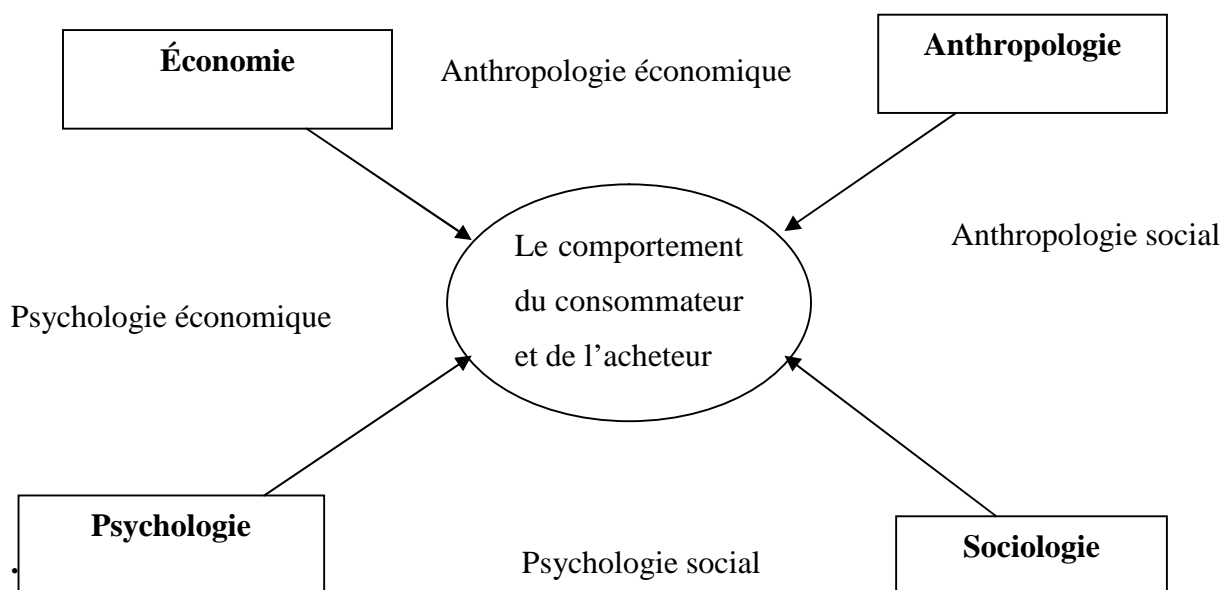 Économie
Anthropologie économique
Anthropologie
Le comportement
du consommateur
et de l’acheteur
Anthropologie social
Psychologie économique
Psychologie
Psychologie social
Sociologie